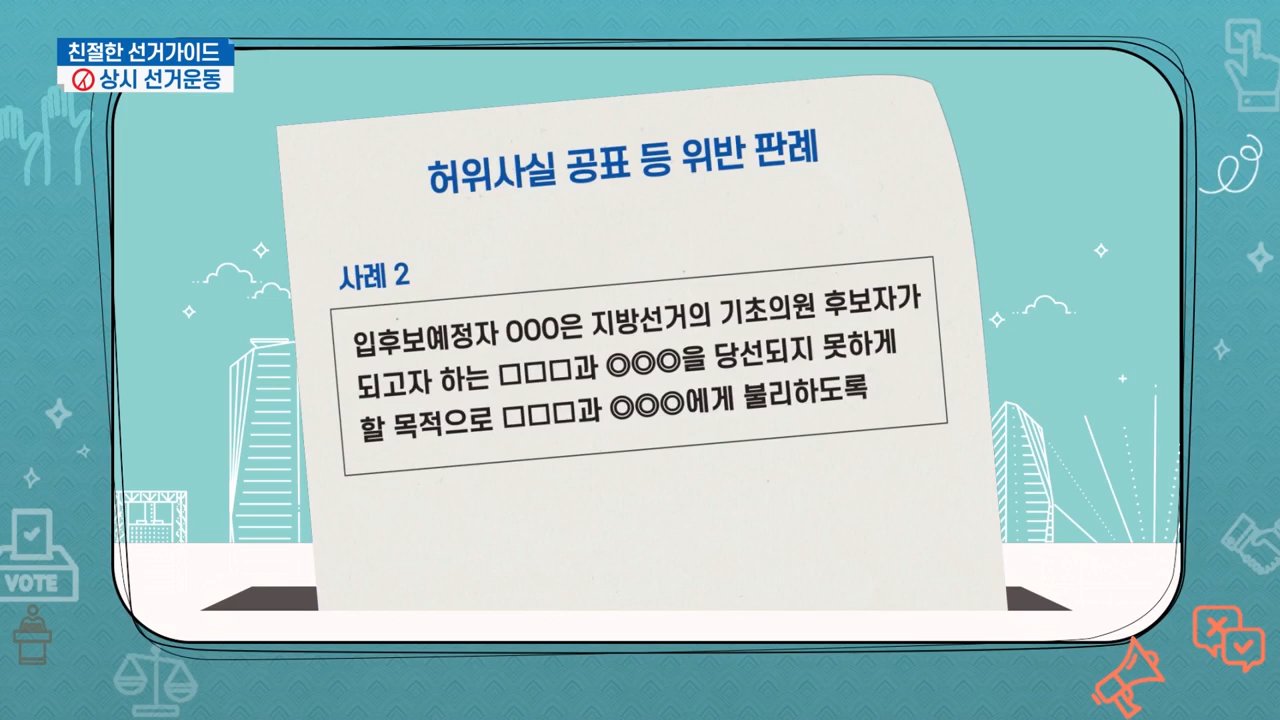 친절한 선거가이드
상시 선거운동
허위사실 공표 등 위반 판례
사례 2
입후보예정자 OOO은 지방선거의 기초의원 후보자가
되고자 하는 □□□과 ◎◎◎을 당선되지 못하게
할 목적으로 □□□과 ◎◎◎에게 불리하도록
VOTE